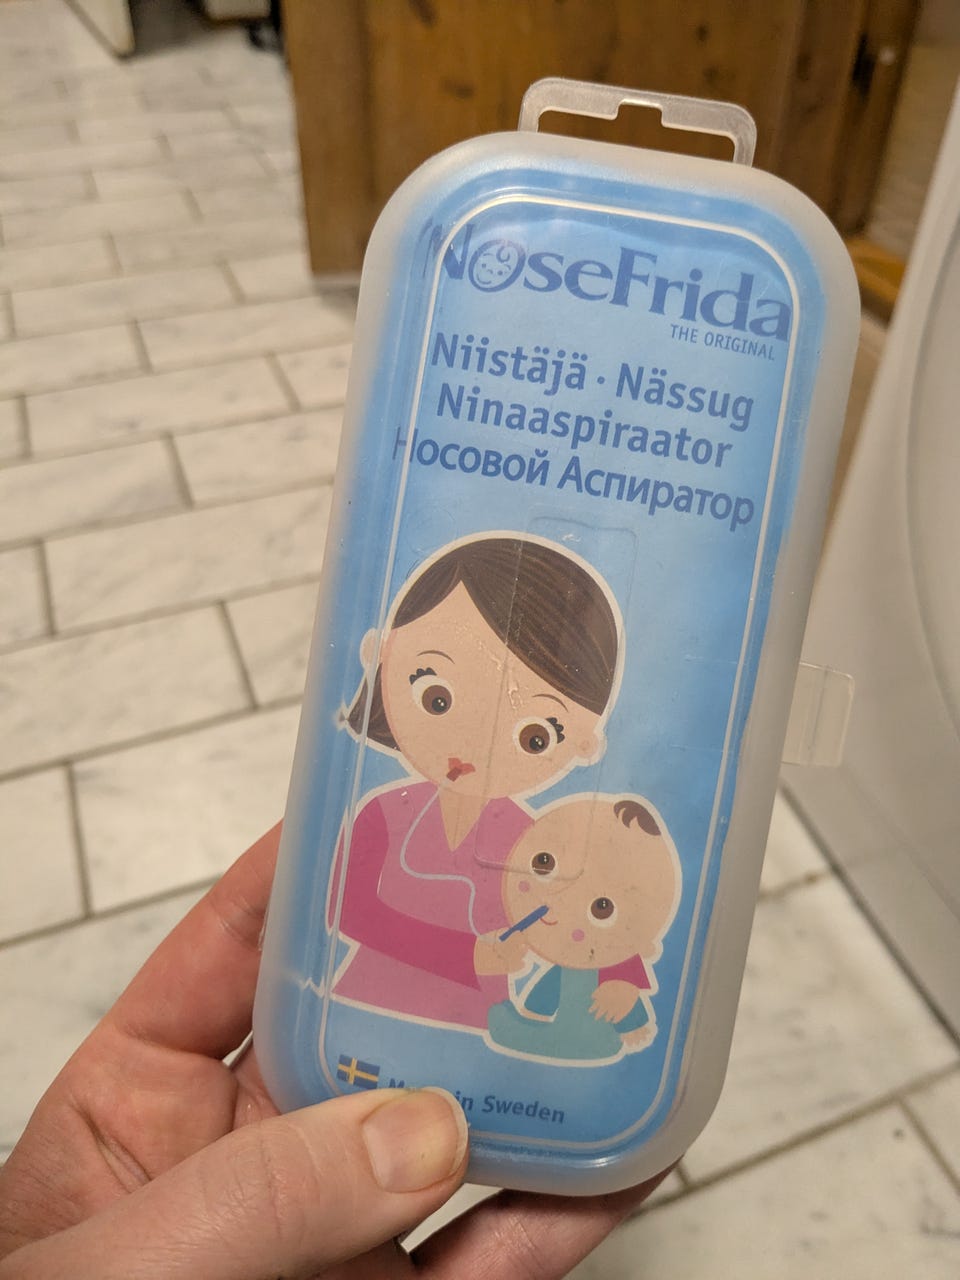 NoseFrida
THE ORIGINAL
Niistäjä · Nässug
Ninaaspiraator
Носовой Аспиратор
in Sweden